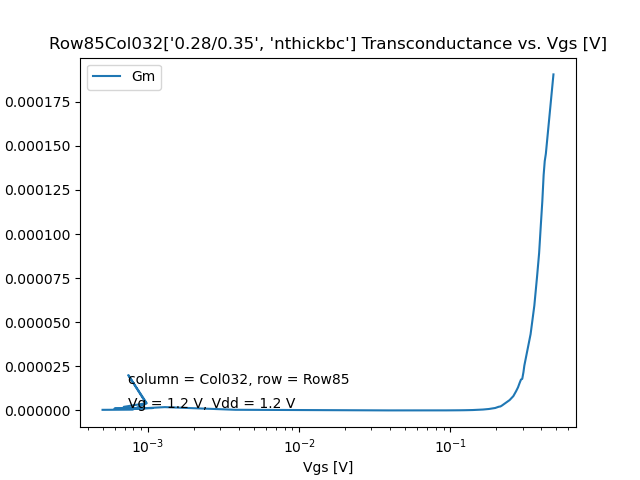 Row85Col032['0.28/0.35', 'nthickbc'] Transconductance vs. Vgs [V]
Gm
0.000175
0.000150
0.000125
0.000100
0.000075
0.000050
0.000025
0.000000
column = Col032, row = Row85
Vg = 1.2 V, Vdd = 1.2 V
10⁻³
10⁻²
10⁻¹
Vgs [V]